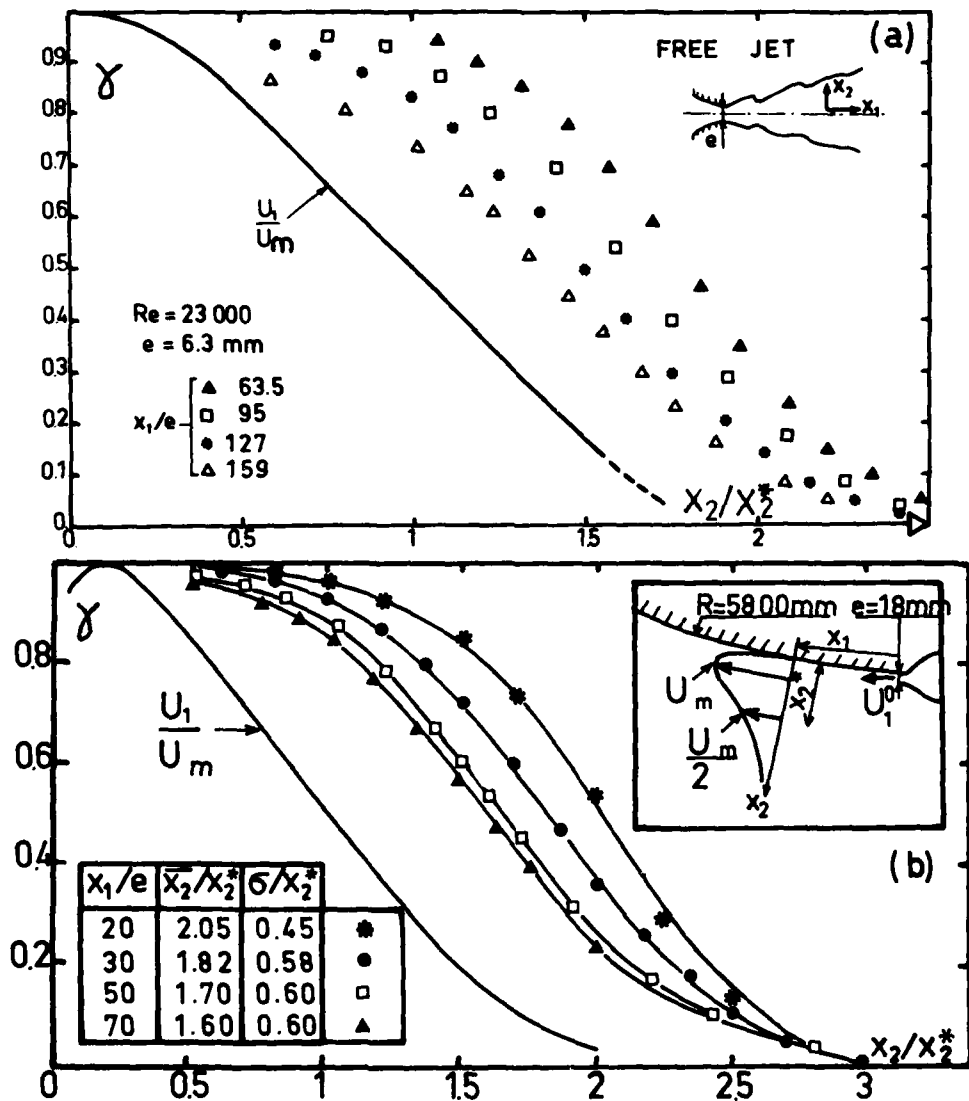 (a)
FREE JET
γ
x₂
x₁
e
U₁/Um
Re = 23 000
e = 6.3 mm
x₁/e
▲ 63.5
□ 95
● 127
△ 159
0.9
0.8
0.7
0.6
0.5
0.4
0.3
0.2
0.1
0
0.5
1
1.5
2
X₂/X₂*
(b)
γ
R=5800mm e=18mm
x₁
x₂
Um
Um/2
x₂
U₁⁰
U₁/Um
x₁/e x̄₂/x₂* σ/x₂*
20 2.05 0.45 ✱
30 1.82 0.58 ●
50 1.70 0.60 □
70 1.60 0.60 ▲
0.8
0.6
0.4
0.2
0
0.5
1
1.5
2
2.5
3
x₂/x₂*